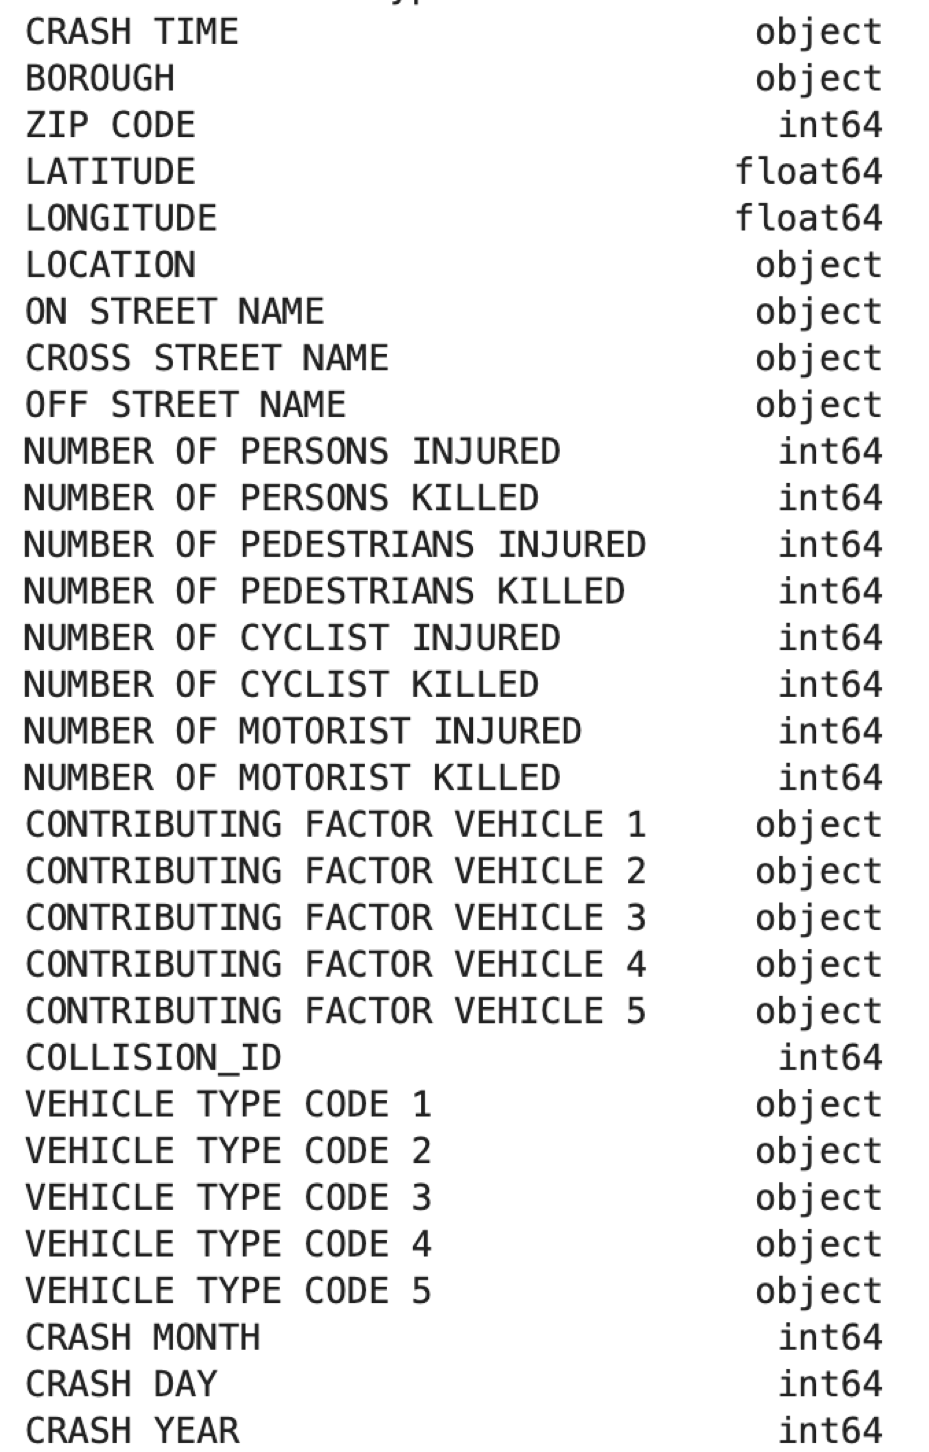 CRASH TIME object
BOROUGH object
ZIP CODE int64
LATITUDE float64
LONGITUDE float64
LOCATION object
ON STREET NAME object
CROSS STREET NAME object
OFF STREET NAME object
NUMBER OF PERSONS INJURED int64
NUMBER OF PERSONS KILLED int64
NUMBER OF PEDESTRIANS INJURED int64
NUMBER OF PEDESTRIANS KILLED int64
NUMBER OF CYCLIST INJURED int64
NUMBER OF CYCLIST KILLED int64
NUMBER OF MOTORIST INJURED int64
NUMBER OF MOTORIST KILLED int64
CONTRIBUTING FACTOR VEHICLE 1 object
CONTRIBUTING FACTOR VEHICLE 2 object
CONTRIBUTING FACTOR VEHICLE 3 object
CONTRIBUTING FACTOR VEHICLE 4 object
CONTRIBUTING FACTOR VEHICLE 5 object
COLLISION_ID int64
VEHICLE TYPE CODE 1 object
VEHICLE TYPE CODE 2 object
VEHICLE TYPE CODE 3 object
VEHICLE TYPE CODE 4 object
VEHICLE TYPE CODE 5 object
CRASH MONTH int64
CRASH DAY int64
CRASH YEAR int64